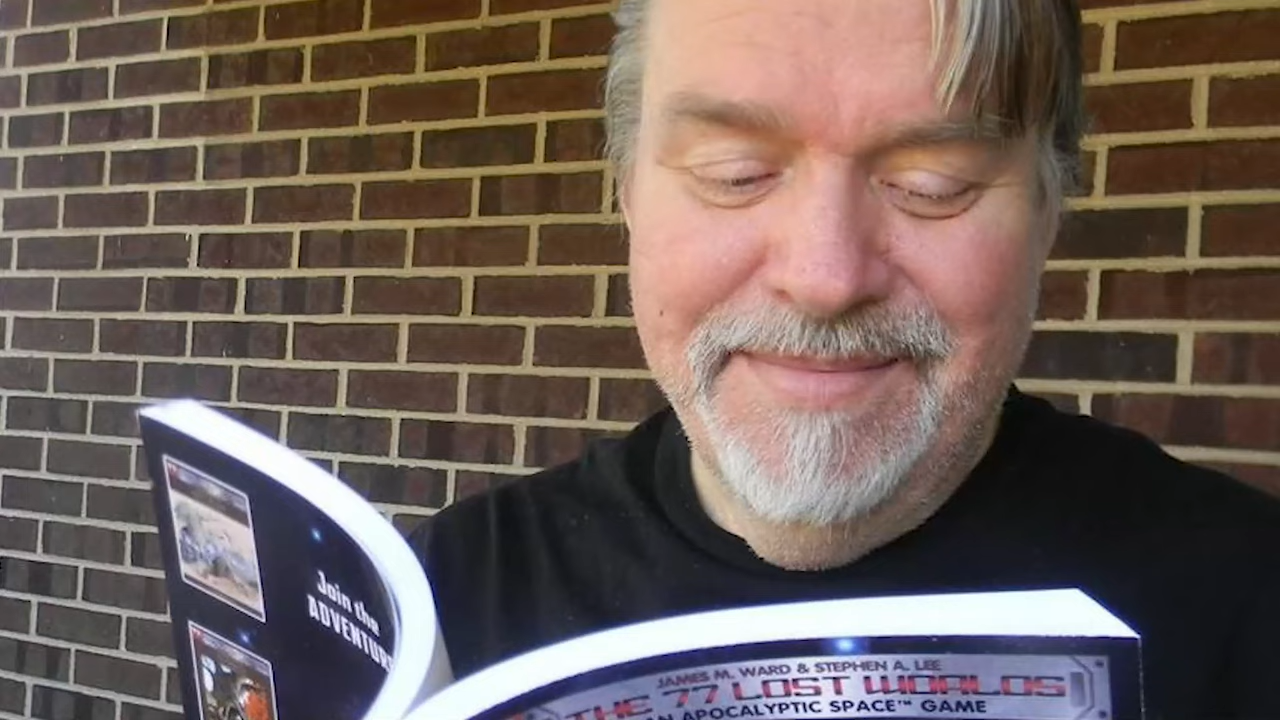 Join the
ADVENTURE
JAMES M. WARD & STEPHEN A. LEE
THE 77 LOST WORLDS
AN APOCALYPTIC SPACE™ GAME